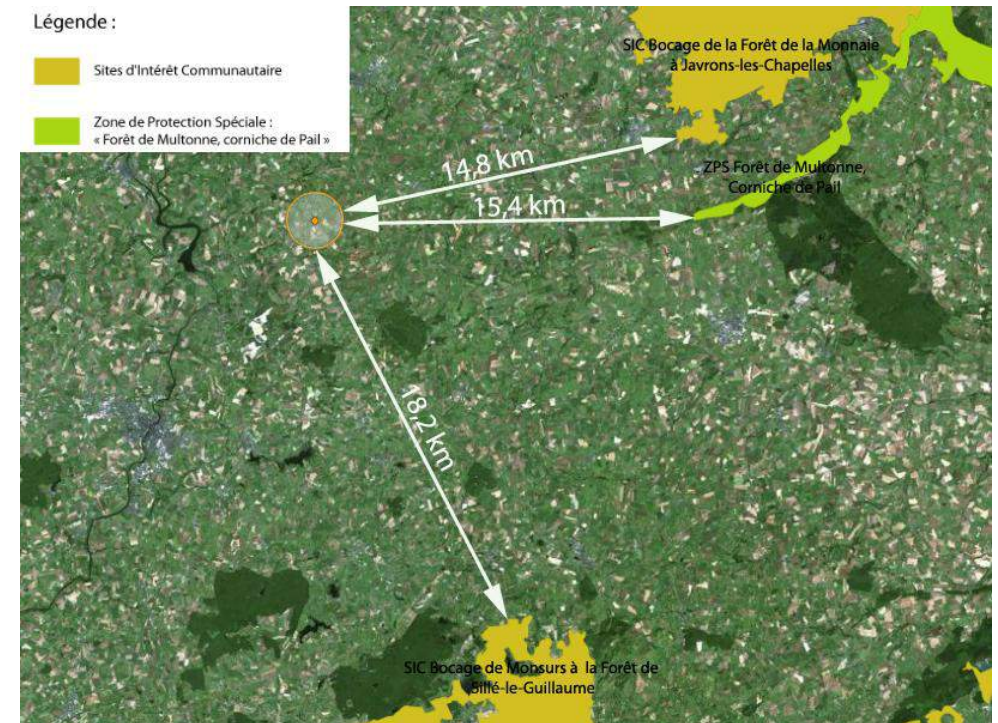 Légende :
Sites d'Intérêt Communautaire
Zone de Protection Spéciale :
« Forêt de Multonne, corniche de Pail »
SIC Bocage de la Forêt de la Monnaie
à Javrons-les-Chapelles
14,8 km
ZPS Forêt de Multonne,
Corniche de Pail
15,4 km
18,2 km
SIC Bocage de Monsurs à la Forêt de
Sillé-le-Guillaume